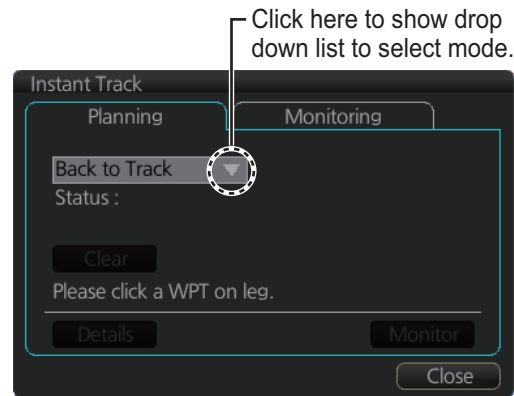 Click here to show drop
down list to select mode.
Instant Track
Planning
Monitoring
Back to Track
Status :
Clear
Please click a WPT on leg.
Details
Monitor
Close